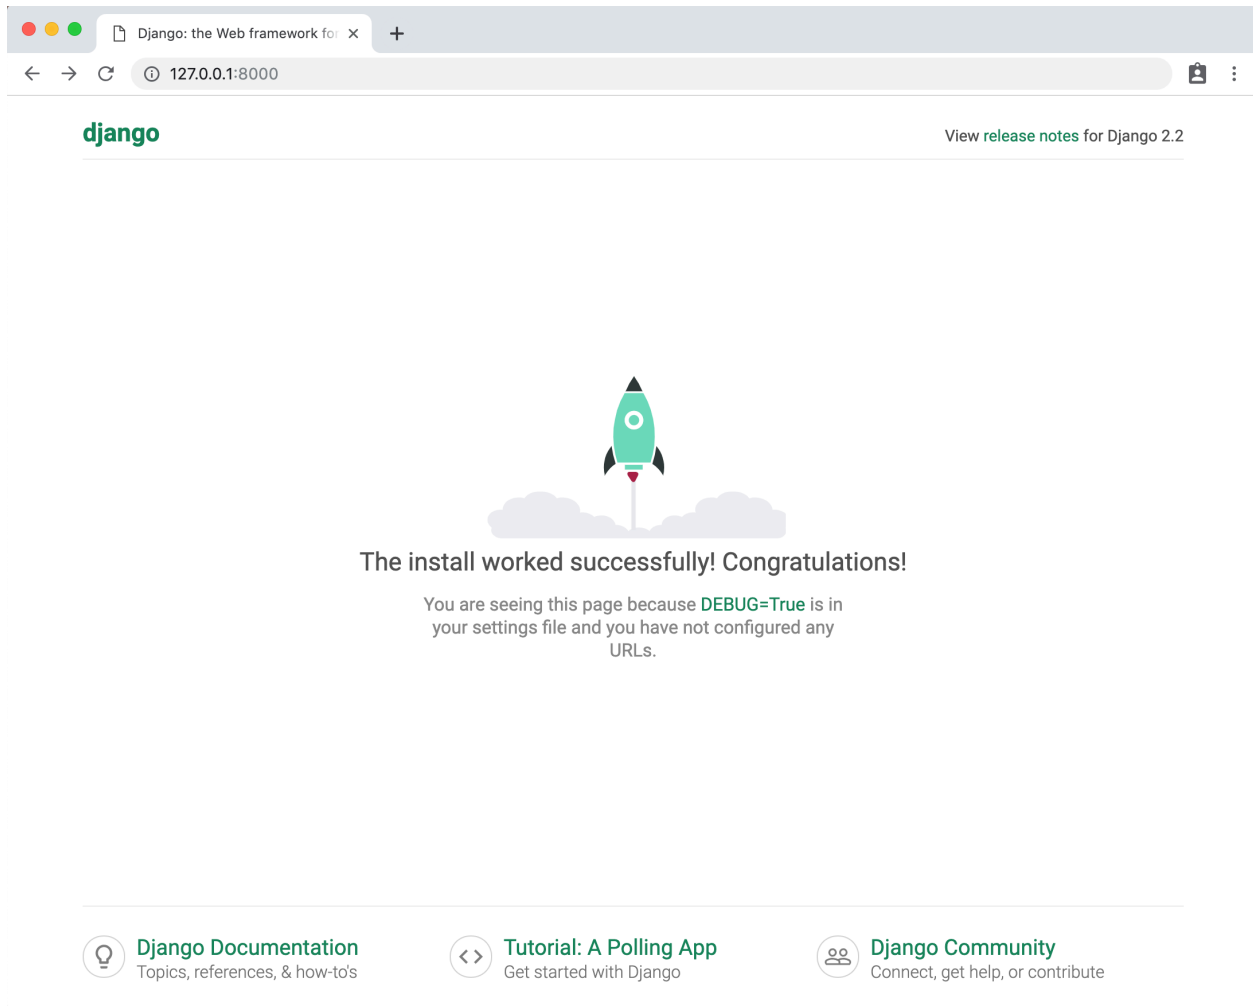 Django: the Web framework for
127.0.0.1:8000
django
View release notes for Django 2.2
The install worked successfully! Congratulations!
You are seeing this page because DEBUG=True is in
your settings file and you have not configured any
URLs.
Django Documentation
Topics, references, & how-to's
Tutorial: A Polling App
Get started with Django
Django Community
Connect, get help, or contribute